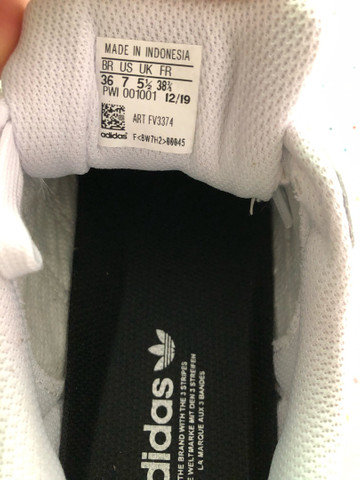 MADE IN INDONESIA
BR US UK FR
36 7 5½ 38⅔
PWI 001001 12/19
ART FV3374
adidas F<8W7H2>00045
adidas
THE BRAND WITH THE 3 STRIPES
WELTMARKE MIT DEN 3 STREIFEN
LA MARQUE AUX 3 BANDES